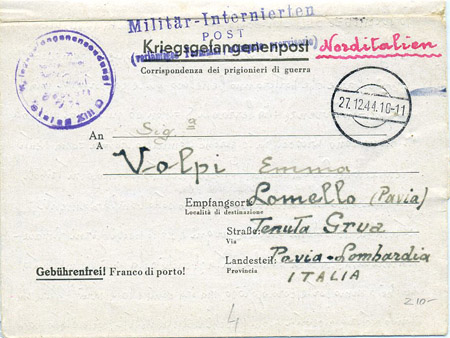 Militär-Internierten
POST
Kriegsgefangenenpost Norditalien
Corrispondenza dei prigionieri di guerra
27.12.44.10-11
An Sig.na
A
Volpi Emma
Empfangsort: Lomello (Pavia)
Località di destinazione
Straße: Tenuta Grua
Via
Landesteil: Pavia-Lombardia
Provincia
ITALIA
Gebührenfrei! Franco di porto!
4